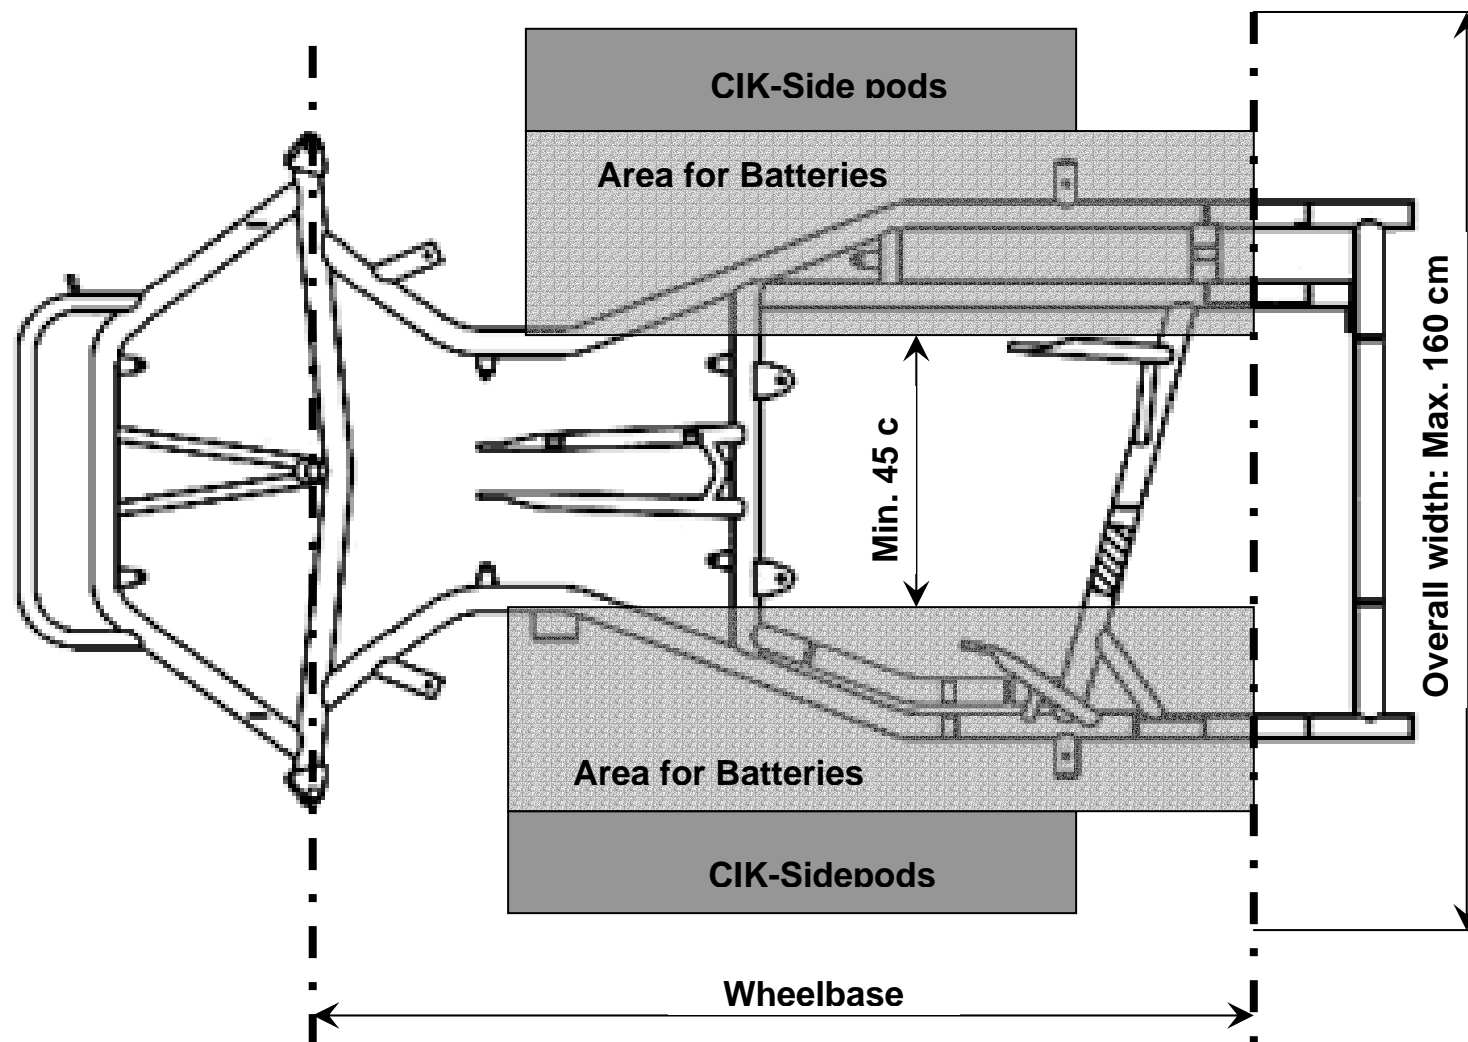 CIK-Side pods
Area for Batteries
Min. 45 c
Overall width: Max. 160 cm
Area for Batteries
CIK-Sidepods
Wheelbase